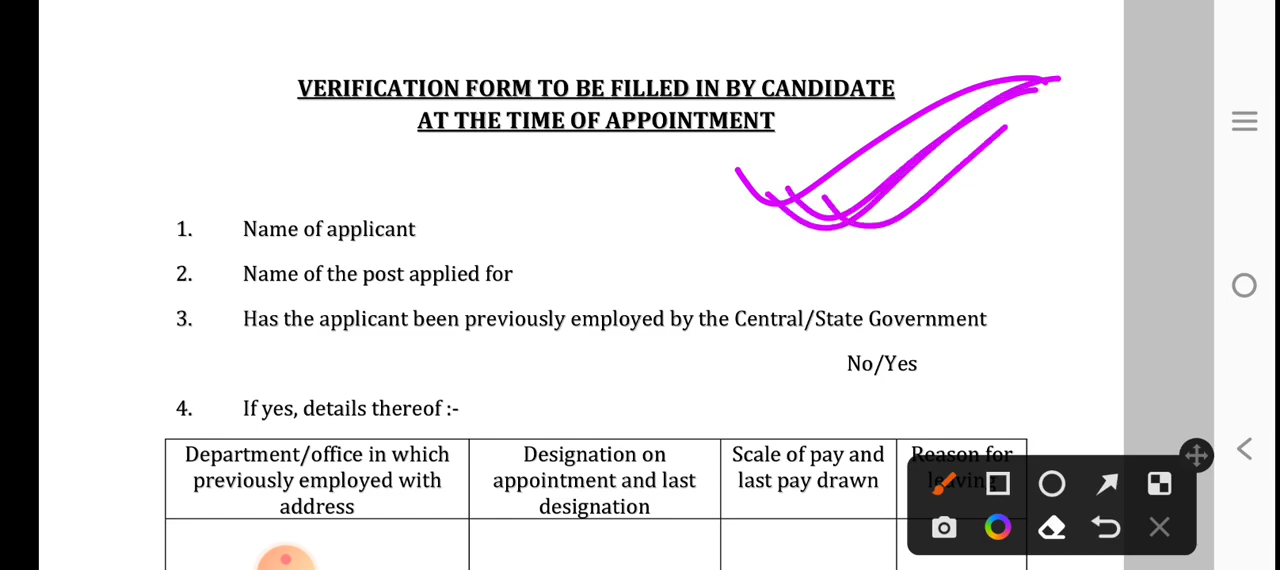 VERIFICATION FORM TO BE FILLED IN BY CANDIDATE
AT THE TIME OF APPOINTMENT
1. Name of applicant
2. Name of the post applied for
3. Has the applicant been previously employed by the Central/State Government
No/Yes
4. If yes, details thereof :-
Department/office in which previously employed with address
Designation on appointment and last designation
Scale of pay and last pay drawn
Reason for leaving